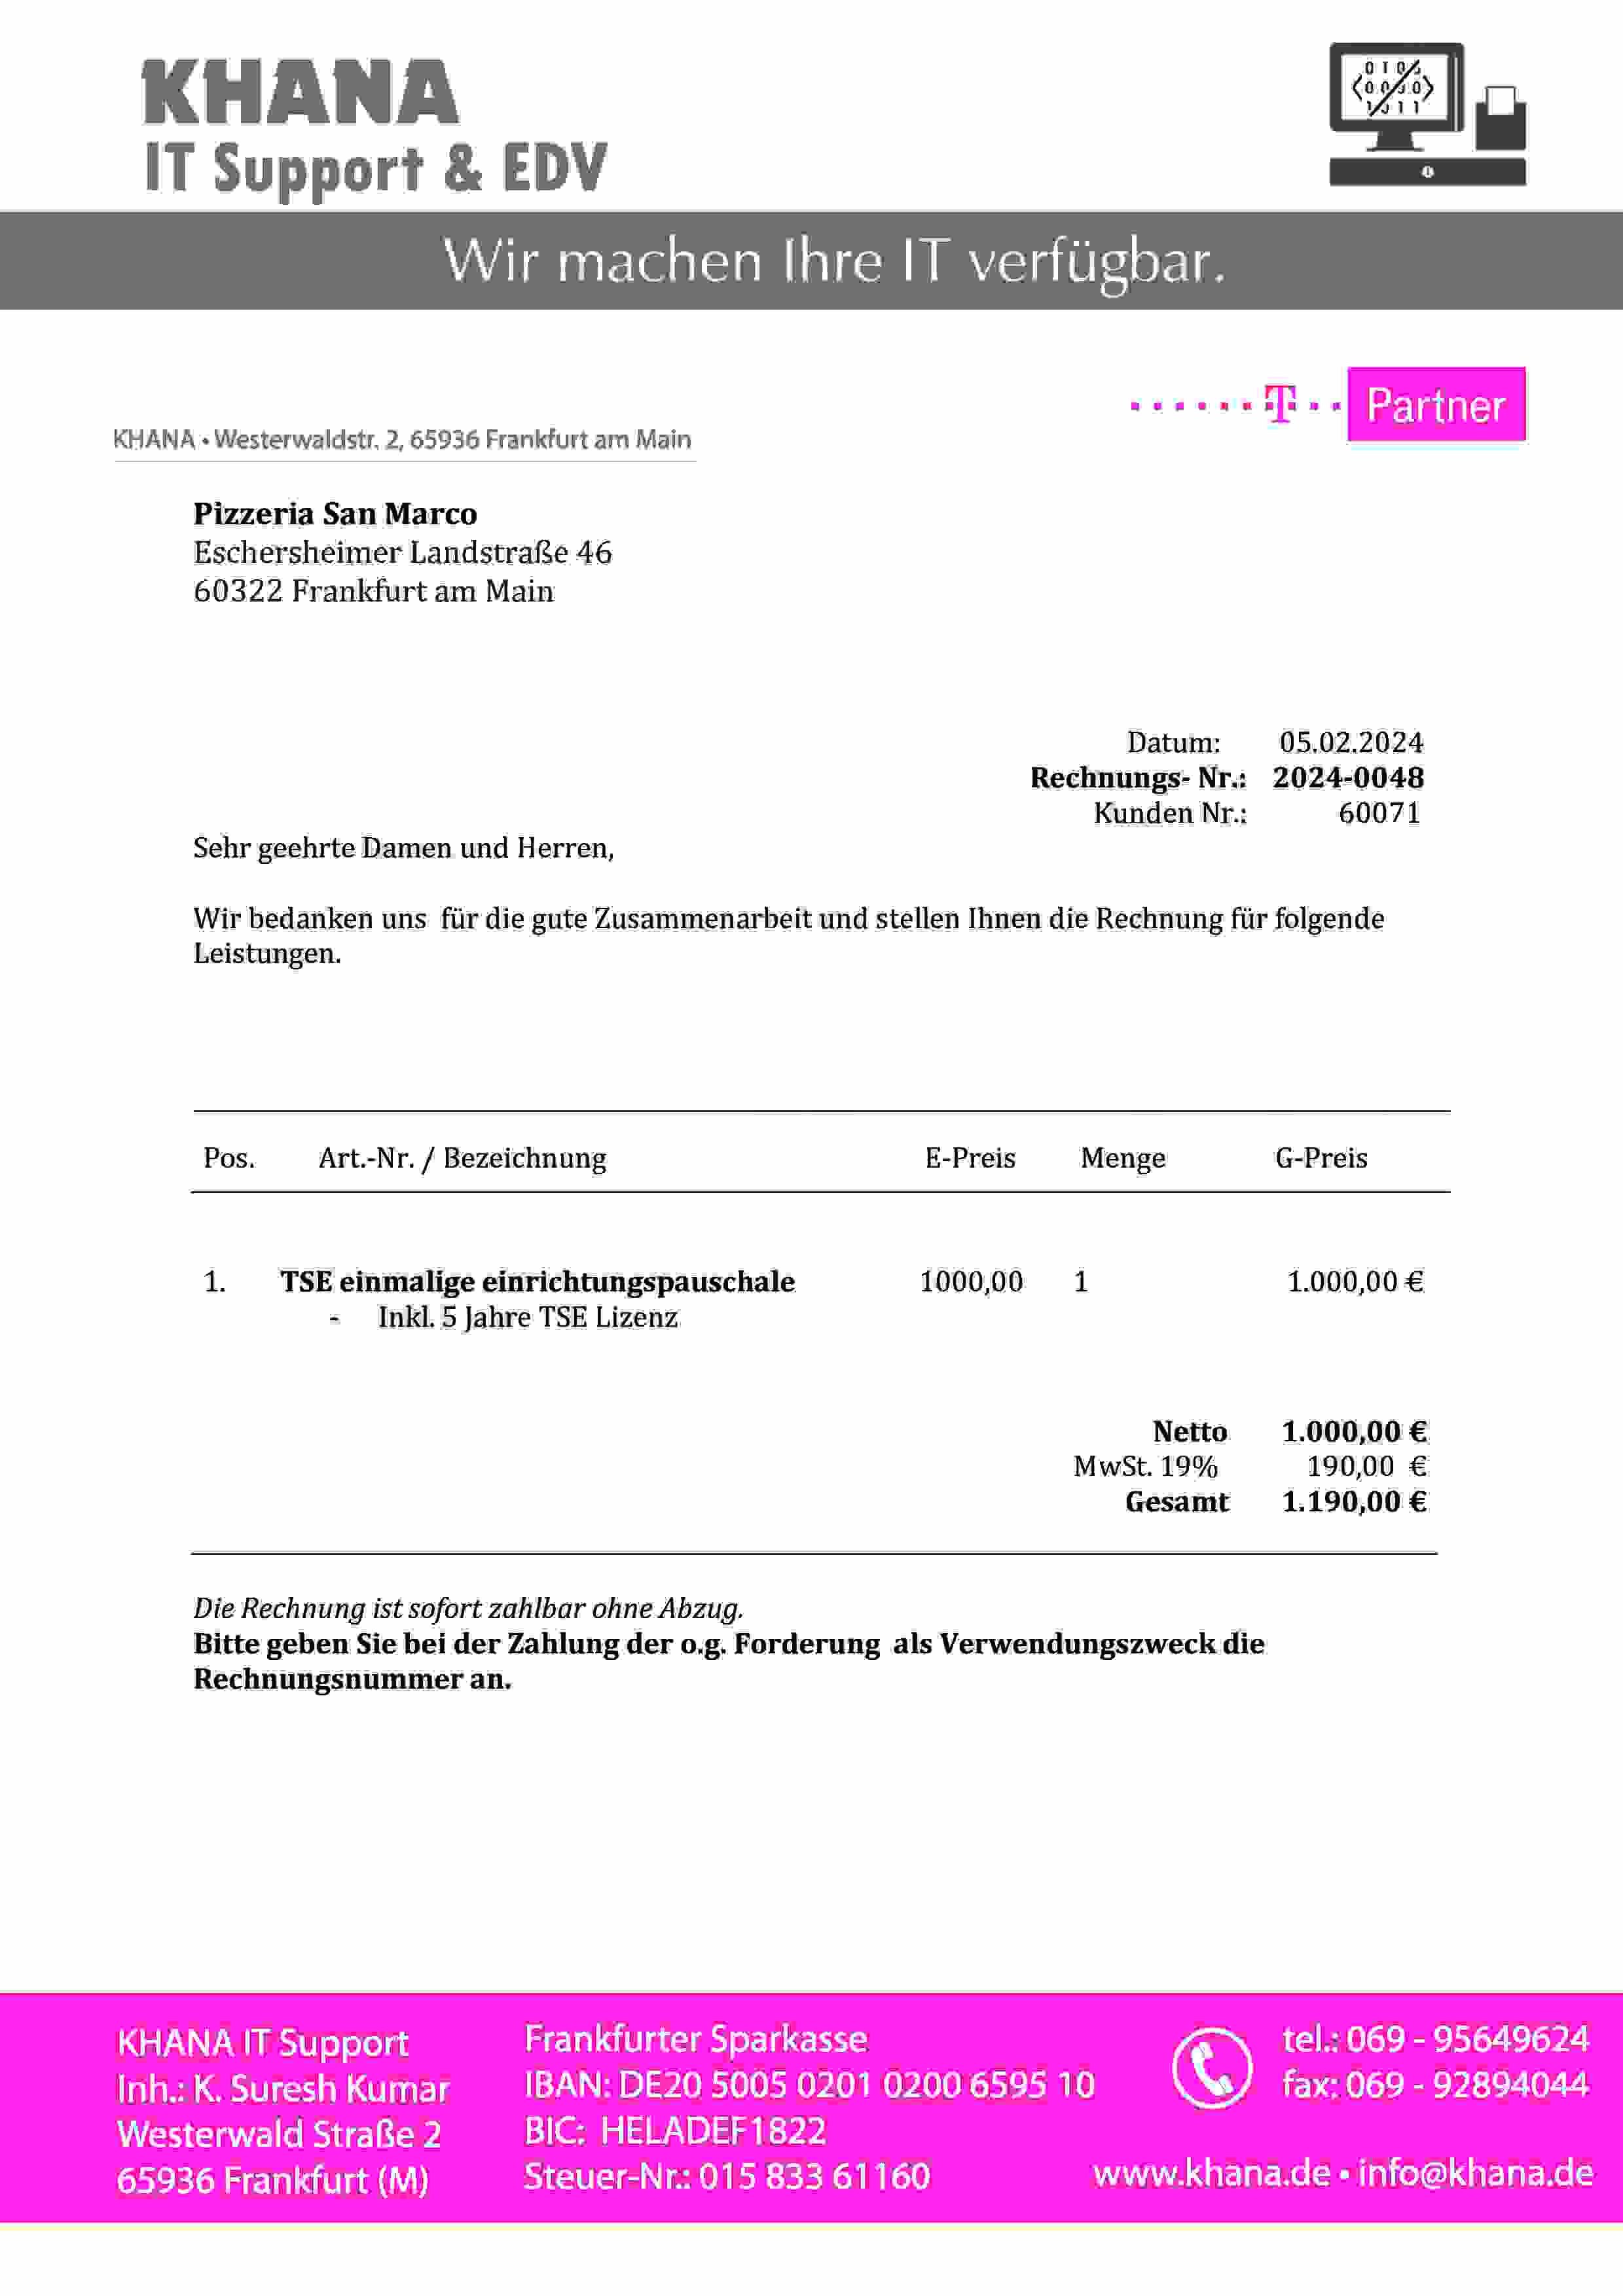 KHANA
IT Support & EDV
Wir machen Ihre IT verfügbar.
T Partner
KHANA • Westerwaldstr. 2, 65936 Frankfurt am Main
Pizzeria San Marco
Eschersheimer Landstraße 46
60322 Frankfurt am Main
Datum: 05.02.2024
Rechnungs- Nr.: 2024-0048
Kunden Nr.: 60071
Sehr geehrte Damen und Herren,
Wir bedanken uns für die gute Zusammenarbeit und stellen Ihnen die Rechnung für folgende
Leistungen.
Pos. Art.-Nr. / Bezeichnung E-Preis Menge G-Preis
1. TSE einmalige einrichtungspauschale 1000,00 1 1.000,00 €
- Inkl. 5 Jahre TSE Lizenz
Netto 1.000,00 €
MwSt. 19% 190,00 €
Gesamt 1.190,00 €
Die Rechnung ist sofort zahlbar ohne Abzug.
Bitte geben Sie bei der Zahlung der o.g. Forderung als Verwendungszweck die
Rechnungsnummer an.
KHANA IT Support
Inh.: K. Suresh Kumar
Westerwald Straße 2
65936 Frankfurt (M)
Frankfurter Sparkasse
IBAN: DE20 5005 0201 0200 6595 10
BIC: HELADEF1822
Steuer-Nr.: 015 833 61160
tel.: 069 - 95649624
fax: 069 - 92894044
www.khana.de • info@khana.de